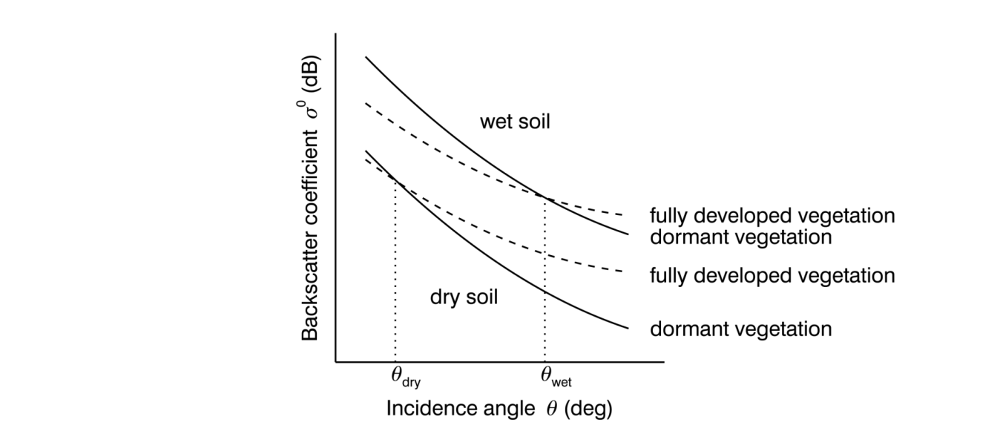 Backscatter coefficient σ⁰ (dB)
wet soil
fully developed vegetation
dormant vegetation
fully developed vegetation
dry soil
dormant vegetation
θdry
θwet
Incidence angle θ (deg)